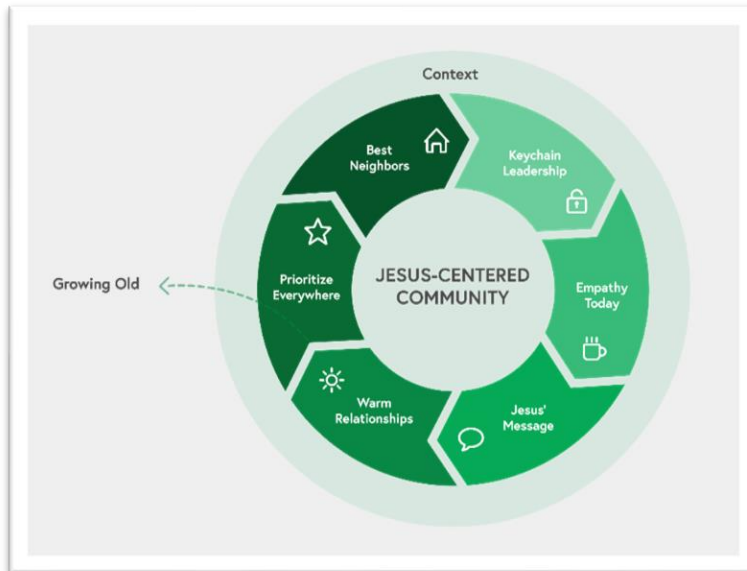 Context
Best
Neighbors
Keychain
Leadership
Growing Old
Prioritize
Everywhere
JESUS-CENTERED
COMMUNITY
Empathy
Today
Warm
Relationships
Jesus'
Message